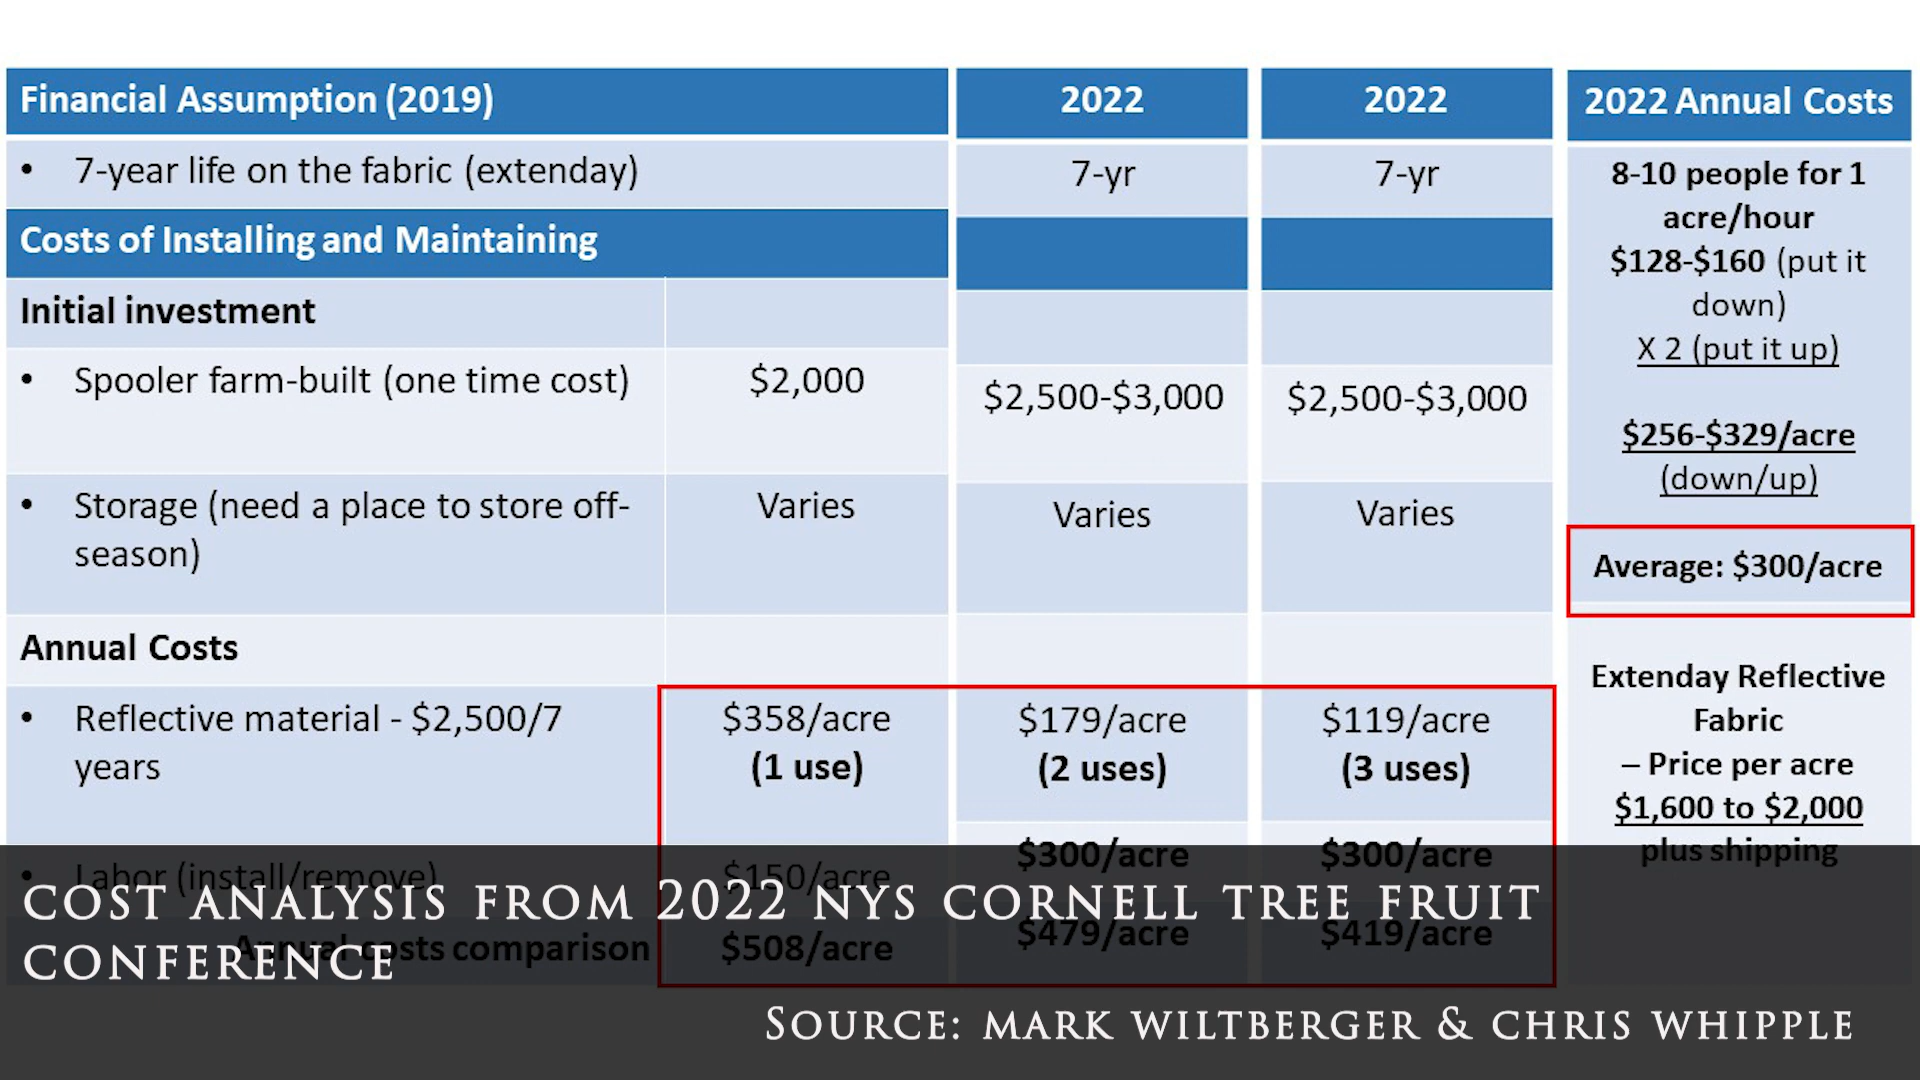 Financial Assumption (2019)
2022
2022
2022 Annual Costs
• 7-year life on the fabric (extenday)
7-yr
7-yr
Costs of Installing and Maintaining
Initial investment
• Spooler farm-built (one time cost)
$2,000
$2,500-$3,000
$2,500-$3,000
• Storage (need a place to store off-
season)
Varies
Varies
Varies
Annual Costs
• Reflective material - $2,500/7
years
$358/acre
(1 use)
$179/acre
(2 uses)
$119/acre
(3 uses)
• Labor (install/remove)
$150/acre
$300/acre
$300/acre
Annual costs comparison
$508/acre
$479/acre
$419/acre
8-10 people for 1
acre/hour
$128-$160 (put it
down)
X 2 (put it up)
$256-$329/acre
(down/up)
Average: $300/acre
Extenday Reflective
Fabric
– Price per acre
$1,600 to $2,000
plus shipping
COST ANALYSIS FROM 2022 NYS CORNELL TREE FRUIT
CONFERENCE
SOURCE: MARK WILTBERGER & CHRIS WHIPPLE